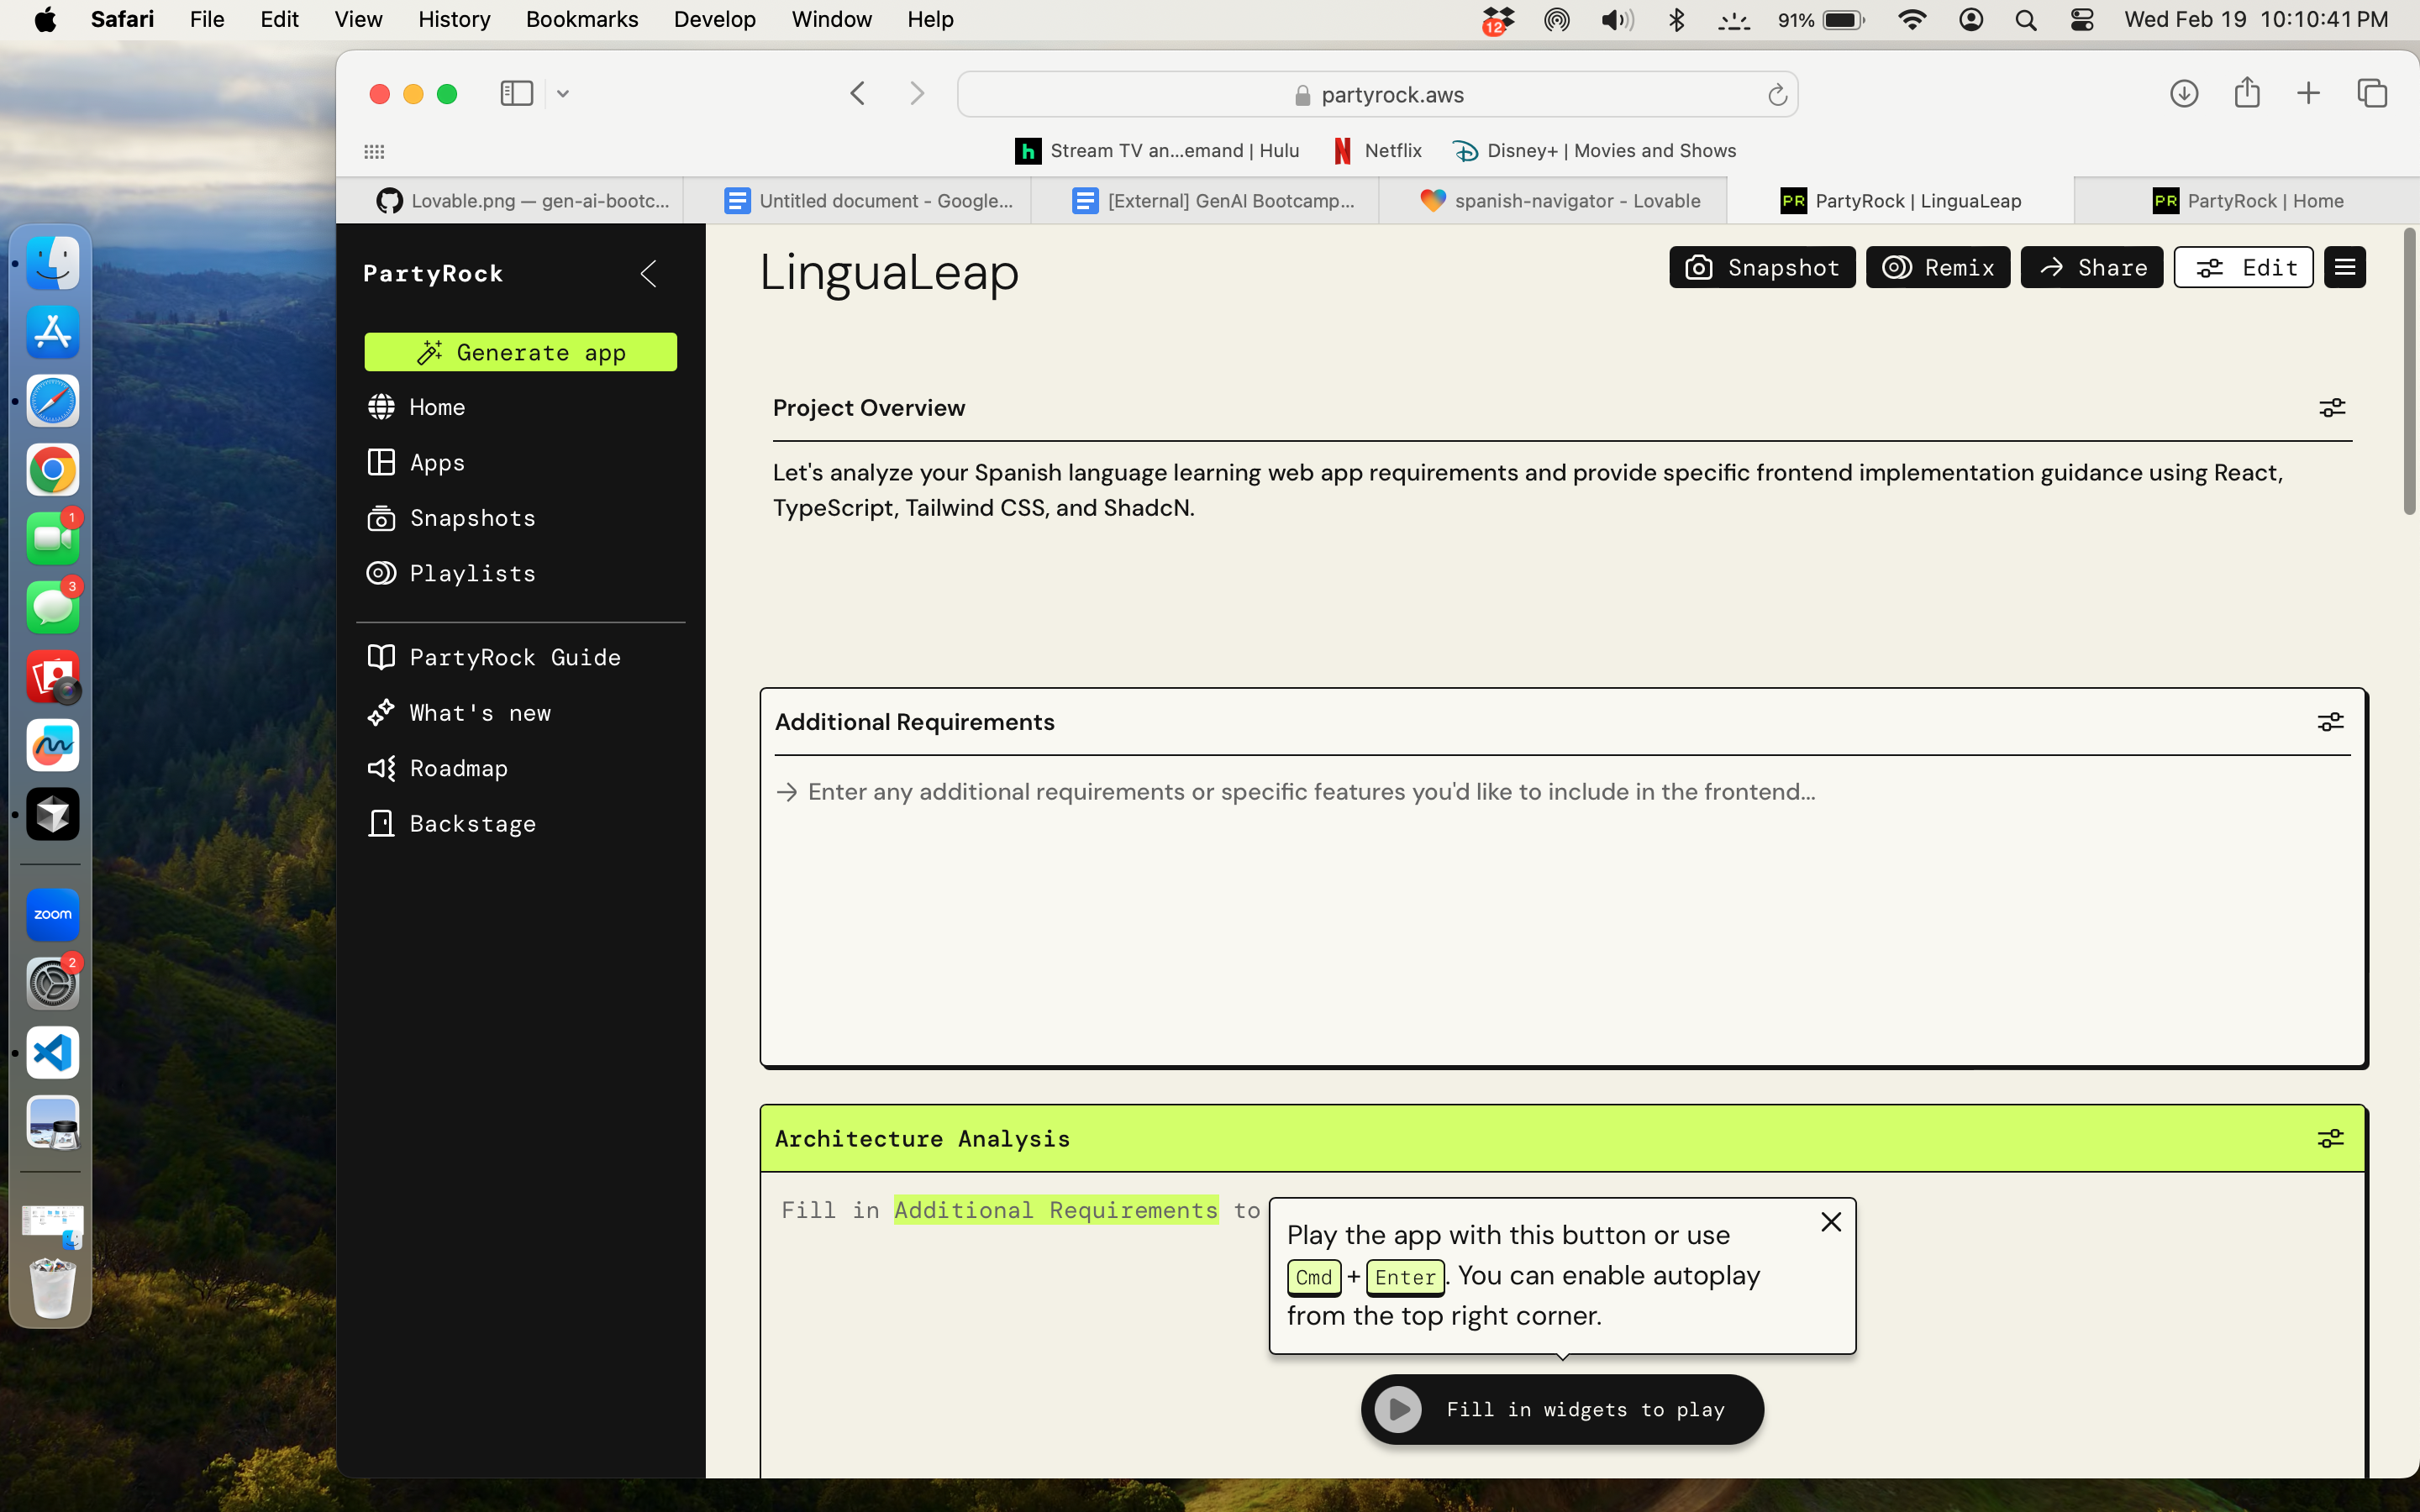 Safari File Edit View History Bookmarks Develop Window Help
12
91%
Wed Feb 19 10:10:41 PM
partyrock.aws
h Stream TV an...emand | Hulu
N Netflix
Disney+ | Movies and Shows
Lovable.png — gen-ai-bootc...
Untitled document - Google...
[External] GenAI Bootcamp...
spanish-navigator - Lovable
PR PartyRock | LinguaLeap
PR PartyRock | Home
PartyRock
Generate app
Home
Apps
Snapshots
Playlists
PartyRock Guide
What's new
Roadmap
Backstage
1
3
zoom
2
LinguaLeap
Snapshot
Remix
Share
Edit
Project Overview
Let's analyze your Spanish language learning web app requirements and provide specific frontend implementation guidance using React,
TypeScript, Tailwind CSS, and ShadcN.
Additional Requirements
→ Enter any additional requirements or specific features you'd like to include in the frontend...
Architecture Analysis
Fill in Additional Requirements to
Play the app with this button or use
Cmd + Enter. You can enable autoplay
from the top right corner.
Fill in widgets to play